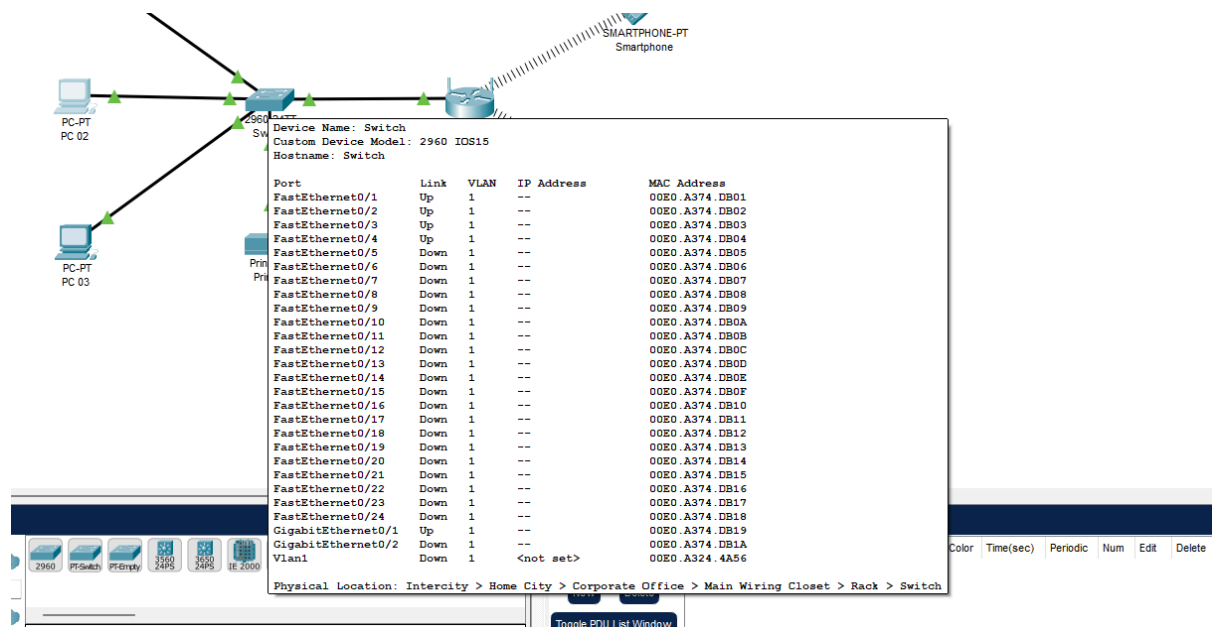 SMARTPHONE-PT
Smartphone
PC-PT
PC 02
PC-PT
PC 03
Device Name: Switch
Custom Device Model: 2960 IOS15
Hostname: Switch
Port Link VLAN IP Address MAC Address
FastEthernet0/1 Up 1 -- 00E0.A374.DB01
FastEthernet0/2 Up 1 -- 00E0.A374.DB02
FastEthernet0/3 Up 1 -- 00E0.A374.DB03
FastEthernet0/4 Up 1 -- 00E0.A374.DB04
FastEthernet0/5 Down 1 -- 00E0.A374.DB05
FastEthernet0/6 Down 1 -- 00E0.A374.DB06
FastEthernet0/7 Down 1 -- 00E0.A374.DB07
FastEthernet0/8 Down 1 -- 00E0.A374.DB08
FastEthernet0/9 Down 1 -- 00E0.A374.DB09
FastEthernet0/10 Down 1 -- 00E0.A374.DB0A
FastEthernet0/11 Down 1 -- 00E0.A374.DB0B
FastEthernet0/12 Down 1 -- 00E0.A374.DB0C
FastEthernet0/13 Down 1 -- 00E0.A374.DB0D
FastEthernet0/14 Down 1 -- 00E0.A374.DB0E
FastEthernet0/15 Down 1 -- 00E0.A374.DB0F
FastEthernet0/16 Down 1 -- 00E0.A374.DB10
FastEthernet0/17 Down 1 -- 00E0.A374.DB11
FastEthernet0/18 Down 1 -- 00E0.A374.DB12
FastEthernet0/19 Down 1 -- 00E0.A374.DB13
FastEthernet0/20 Down 1 -- 00E0.A374.DB14
FastEthernet0/21 Down 1 -- 00E0.A374.DB15
FastEthernet0/22 Down 1 -- 00E0.A374.DB16
FastEthernet0/23 Down 1 -- 00E0.A374.DB17
FastEthernet0/24 Down 1 -- 00E0.A374.DB18
GigabitEthernet0/1 Up 1 -- 00E0.A374.DB19
GigabitEthernet0/2 Down 1 -- 00E0.A374.DB1A
Vlan1 Down 1 <not set> 00E0.A324.4A56
Physical Location: Intercity > Home City > Corporate Office > Main Wiring Closet > Rack > Switch
2960 PT-Switch PT-Empty 3560 24PS 3650 24PS IE 2000
Color Time(sec) Periodic Num Edit Delete
Toggle PDU List Window